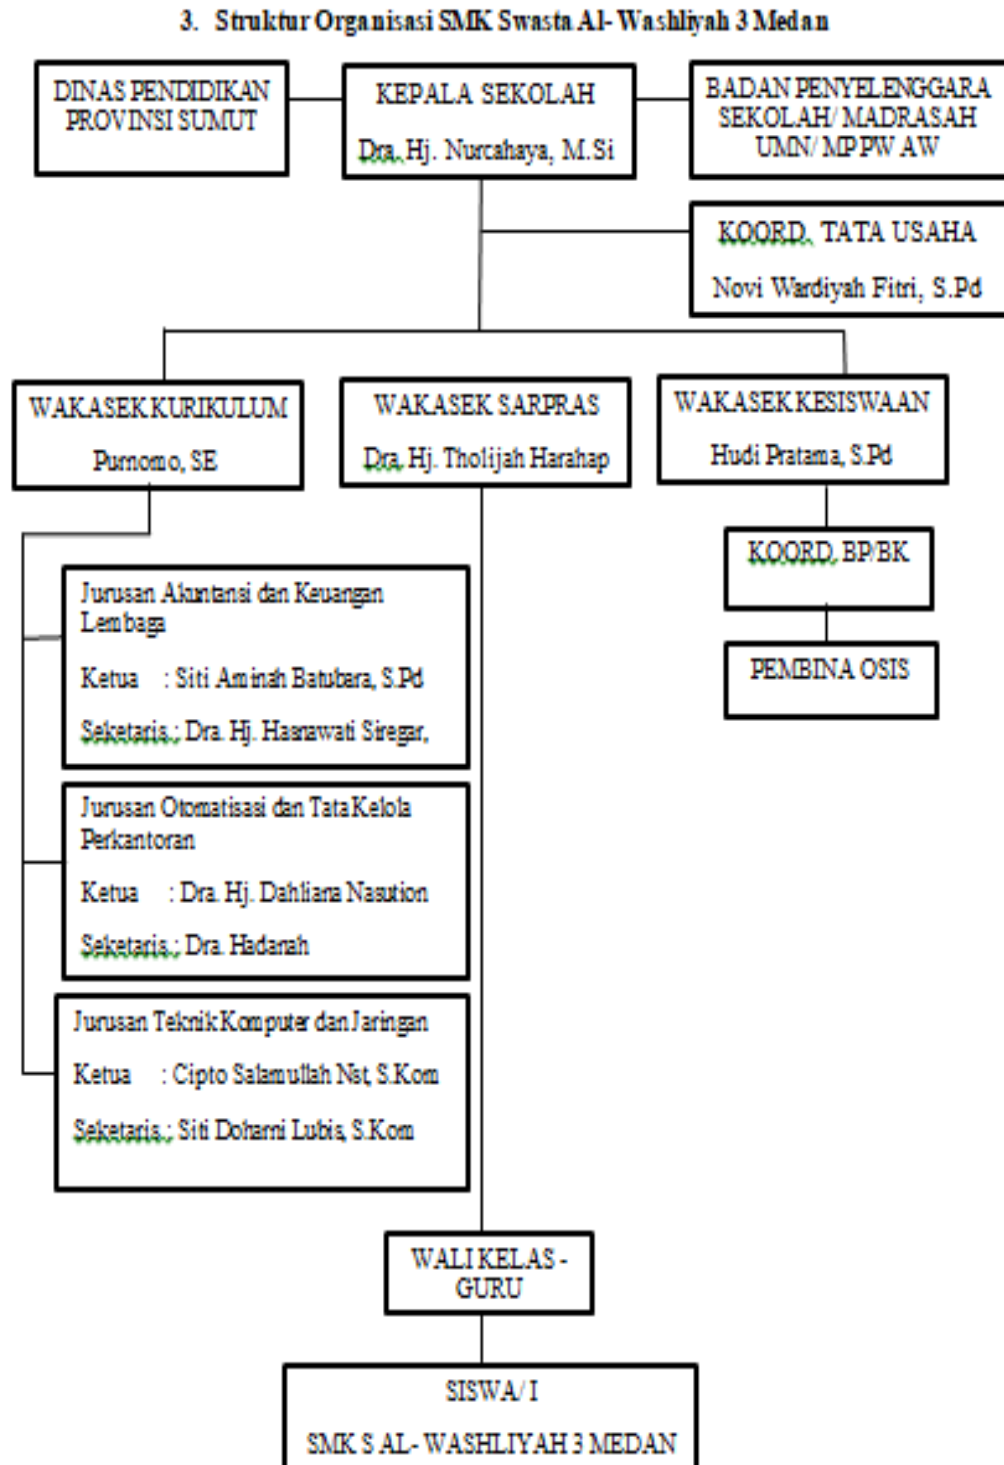 3. Struktur Organisasi SMK Swasta Al- Washliyah 3 Medan
DINAS PENDIDIKAN
PROVINSI SUMUT
KEPALA SEKOLAH
Dra. Hj. Nurcahaya, M.Si
BADAN PENYELENGGARA
SEKOLAH/ MADRASAH
UMN/ MPPW AW
KOORD. TATA USAHA
Novi Wardiyah Fitri, S.Pd
WAKASEK KURIKULUM
Purnomo, SE
WAKASEK SARPRAS
Dra. Hj. Tholijah Harahap
WAKASEK KESISWAAN
Hudi Pratama, S.Pd
KOORD. BP/BK
PEMBINA OSIS
Jurusan Akuntansi dan Keuangan
Lembaga
Ketua : Siti Aminah Batubara, S.Pd
Seketaris : Dra. Hj. Hasnawati Siregar,
Jurusan Otomatisasi dan Tata Kelola
Perkantoran
Ketua : Dra. Hj. Dahliana Nasution
Seketaris : Dra. Hadanah
Jurusan Teknik Komputer dan Jaringan
Ketua : Cipto Salamullah Nst, S.Kom
Seketaris : Siti Doharni Lubis, S.Kom
WALI KELAS -
GURU
SISWA/ I
SMK S AL- WASHLIYAH 3 MEDAN